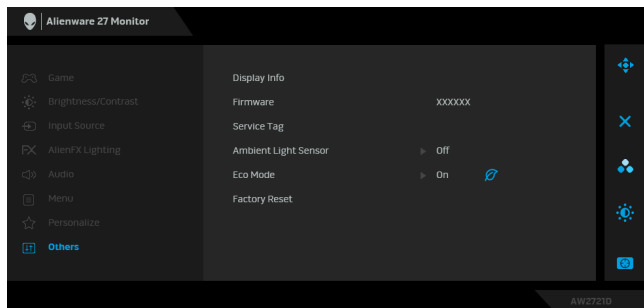 Alienware 27 Monitor
Game
Brightness/Contrast
Input Source
AlienFX Lighting
Audio
Menu
Personalize
Others
Display Info
Firmware XXXXXX
Service Tag
Ambient Light Sensor Off
Eco Mode On
Factory Reset
AW2721D